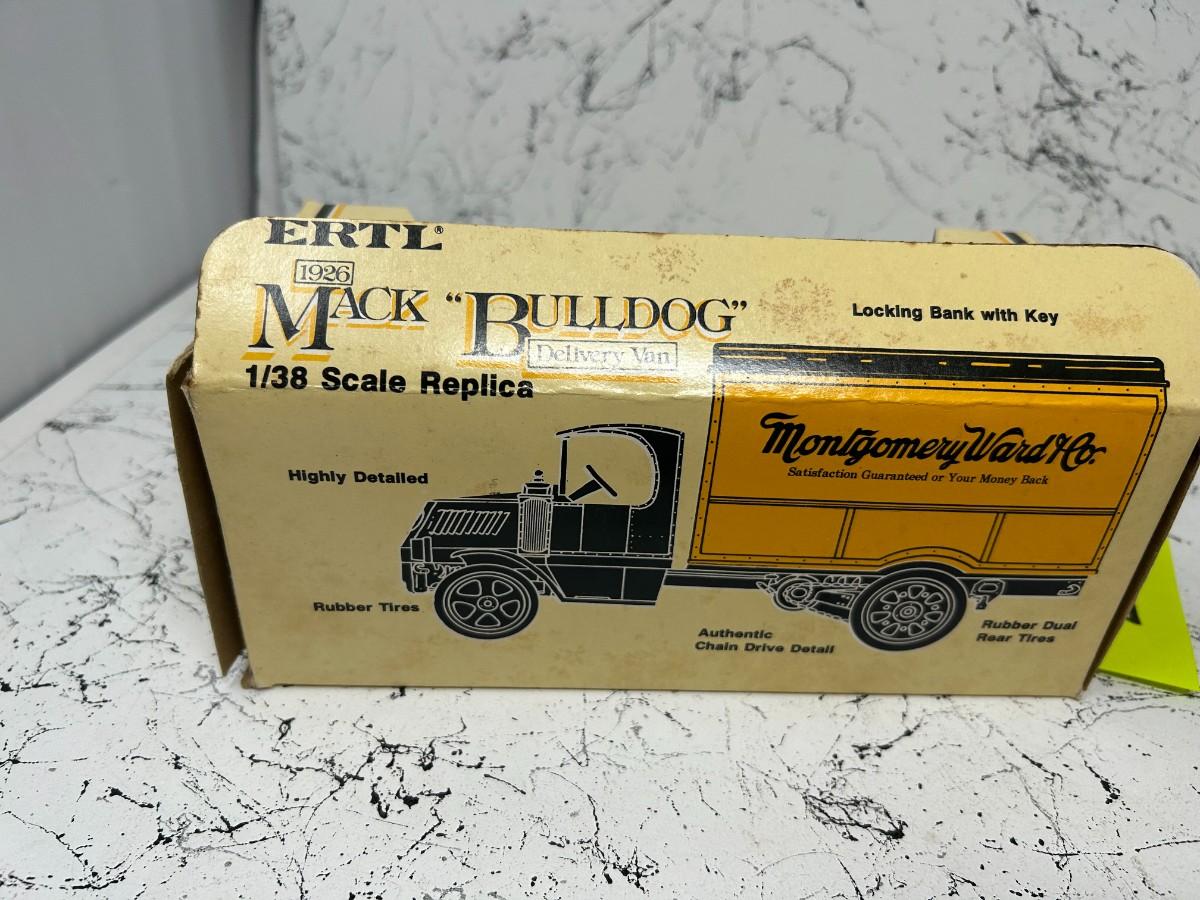 ERTL®
1926
MACK "BULLDOG"
Delivery Van
1/38 Scale Replica
Locking Bank with Key
Montgomery Ward & Co.
Satisfaction Guaranteed or Your Money Back
Highly Detailed
Rubber Tires
Authentic
Chain Drive Detail
Rubber Dual
Rear Tires